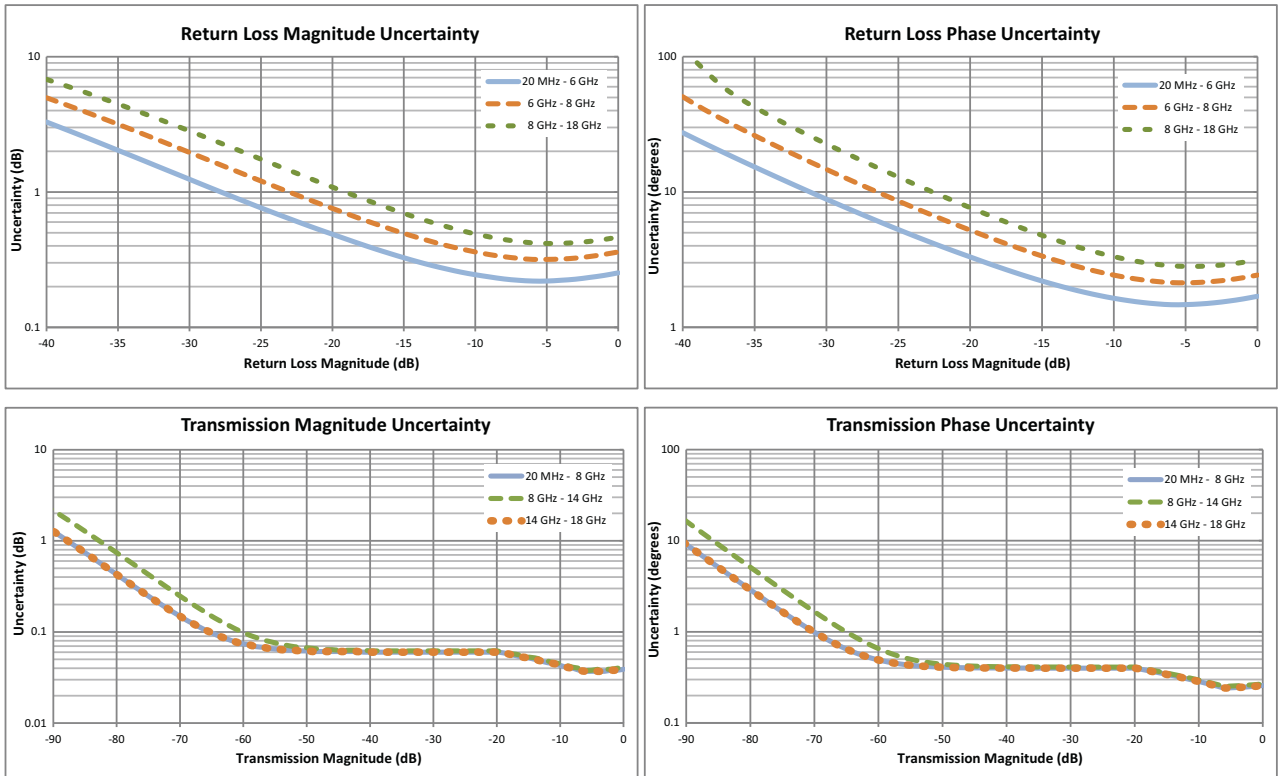 Return Loss Magnitude Uncertainty
10
1
0.1
Uncertainty (dB)
20 MHz - 6 GHz
6 GHz - 8 GHz
8 GHz - 18 GHz
-40 -35 -30 -25 -20 -15 -10 -5 0
Return Loss Magnitude (dB)
Return Loss Phase Uncertainty
100
10
1
Uncertainty (degrees)
20 MHz - 6 GHz
6 GHz - 8 GHz
8 GHz - 18 GHz
-40 -35 -30 -25 -20 -15 -10 -5 0
Return Loss Magnitude (dB)
Transmission Magnitude Uncertainty
10
1
0.1
0.01
Uncertainty (dB)
20 MHz - 8 GHz
8 GHz - 14 GHz
14 GHz - 18 GHz
-90 -80 -70 -60 -50 -40 -30 -20 -10 0
Transmission Magnitude (dB)
Transmission Phase Uncertainty
100
10
1
0.1
Uncertainty (degrees)
20 MHz - 8 GHz
8 GHz - 14 GHz
14 GHz - 18 GHz
-90 -80 -70 -60 -50 -40 -30 -20 -10 0
Transmission Magnitude (dB)